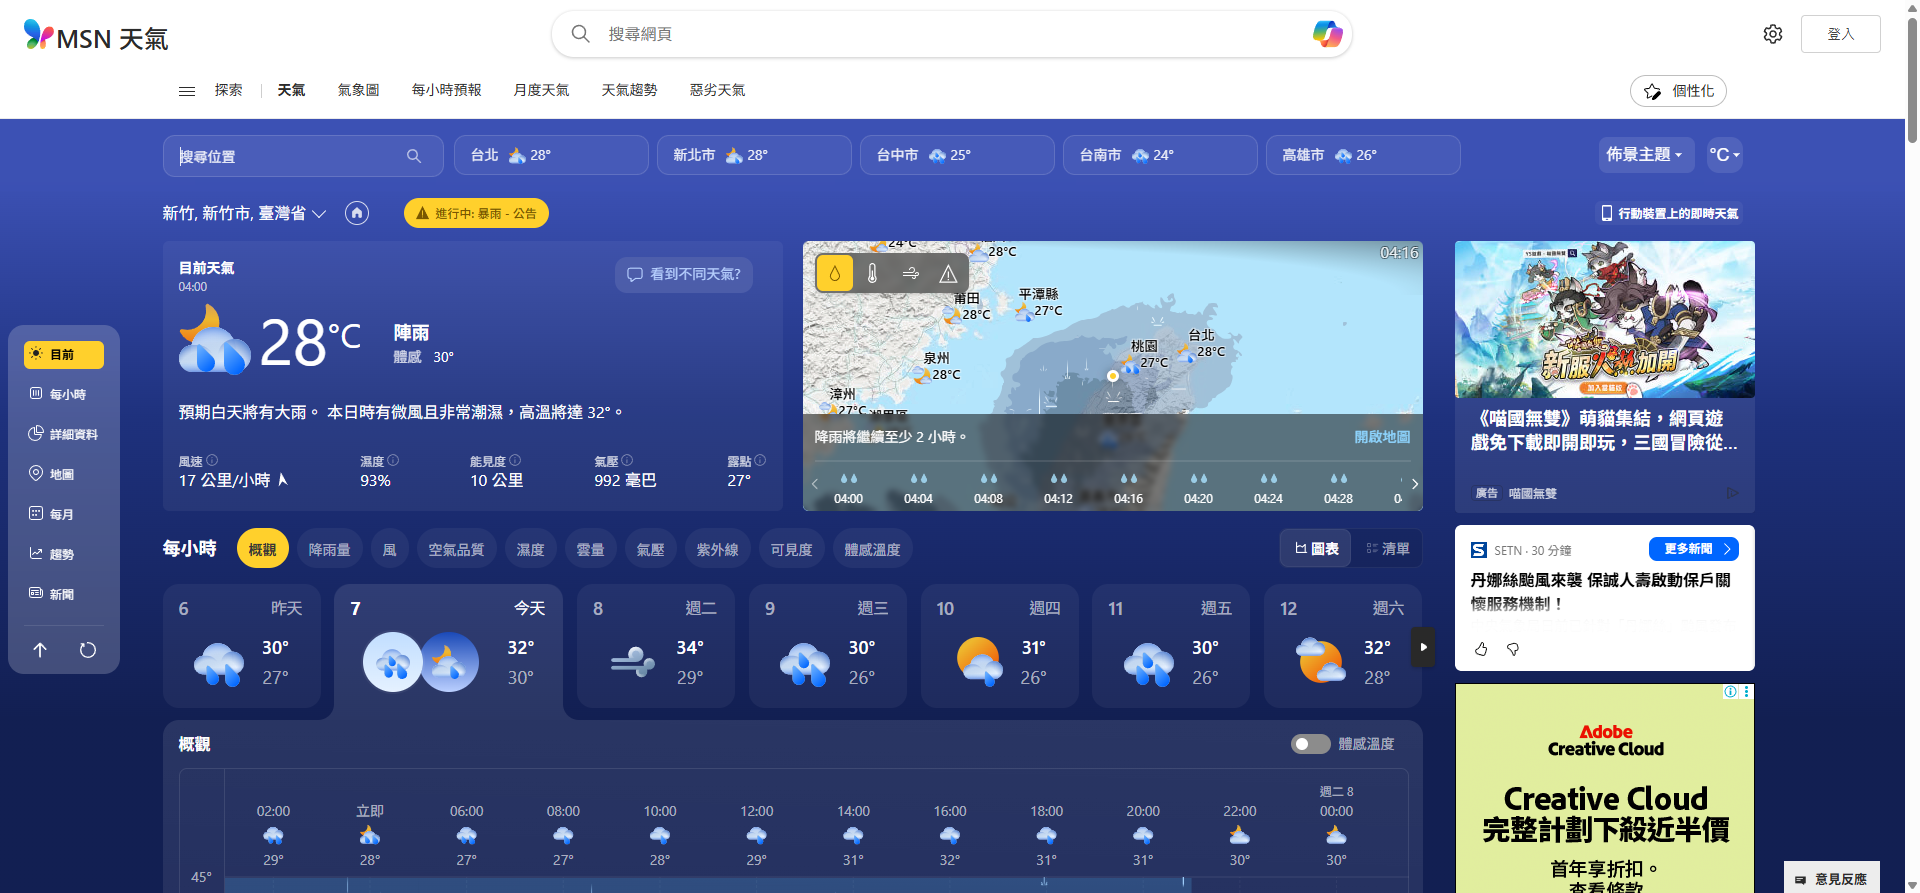 MSN 天氣
搜尋網頁
登入
探索
天氣
氣象圖
每小時預報
月度天氣
天氣趨勢
惡劣天氣
個性化
搜尋位置
台北 28°
新北市 28°
台中市 25°
台南市 24°
高雄市 26°
佈景主題
°C
新竹, 新竹市, 臺灣省
進行中: 暴雨 - 公告
行動裝置上的即時天氣
目前天氣
04:00
看到不同天氣?
28°C
陣雨
體感 30°
預期白天將有大雨。 本日時有微風且非常潮濕，高溫將達 32°。
風速 濕度 能見度 氣壓 露點
17 公里/小時 93% 10 公里 992 毫巴 27°
24°C
28°C
04:16
莆田
28°C
平潭縣
27°C
台北
28°C
桃園
27°C
泉州
28°C
漳州
27°C
降雨將繼續至少 2 小時。
開啟地圖
04:00 04:04 04:08 04:12 04:16 04:20 04:24 04:28
目前
每小時
詳細資料
地圖
每月
趨勢
新聞
每小時
概觀 降雨量 風 空氣品質 濕度 雲量 氣壓 紫外線 可見度 體感溫度
圖表
清單
6 昨天
30°
27°
7 今天
32°
30°
8 週二
34°
29°
9 週三
30°
26°
10 週四
31°
26°
11 週五
30°
26°
12 週六
32°
28°
概觀
體感溫度
週二 8
02:00 立即 06:00 08:00 10:00 12:00 14:00 16:00 18:00 20:00 22:00 00:00
29° 28° 27° 27° 28° 29° 31° 32° 31° 31° 30° 30°
45°
新服火熱加開
加入當貓奴
《喵國無雙》萌貓集結，網頁遊
戲免下載即開即玩，三國冒險從...
廣告 喵國無雙
SETN · 30 分鐘
更多新聞
丹娜絲颱風來襲 保誠人壽啟動保戶關
懷服務機制！
Adobe
Creative Cloud
Creative Cloud
完整計劃下殺近半價
首年享折扣。
查看條款
意見反應